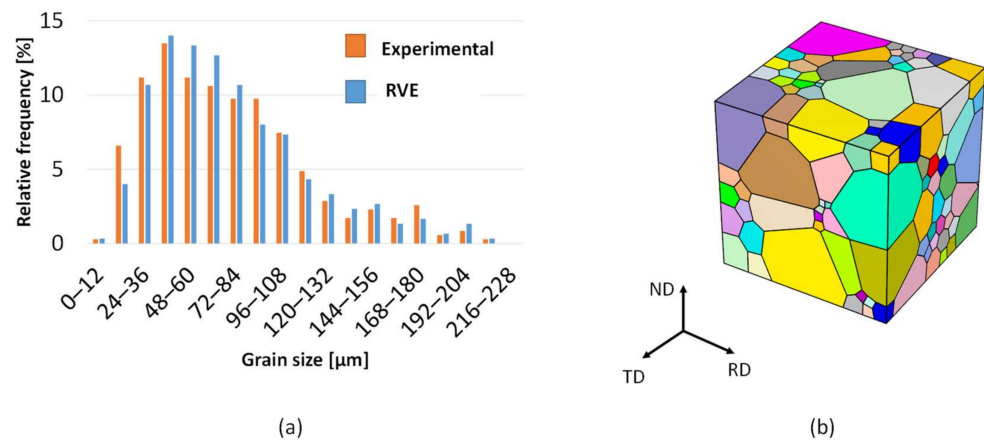 15
10
5
0
Relative frequency [%]
Experimental
RVE
0–12
24–36
48–60
72–84
96–108
120–132
144–156
168–180
192–204
216–228
Grain size [µm]
(a)
ND
TD
RD
(b)